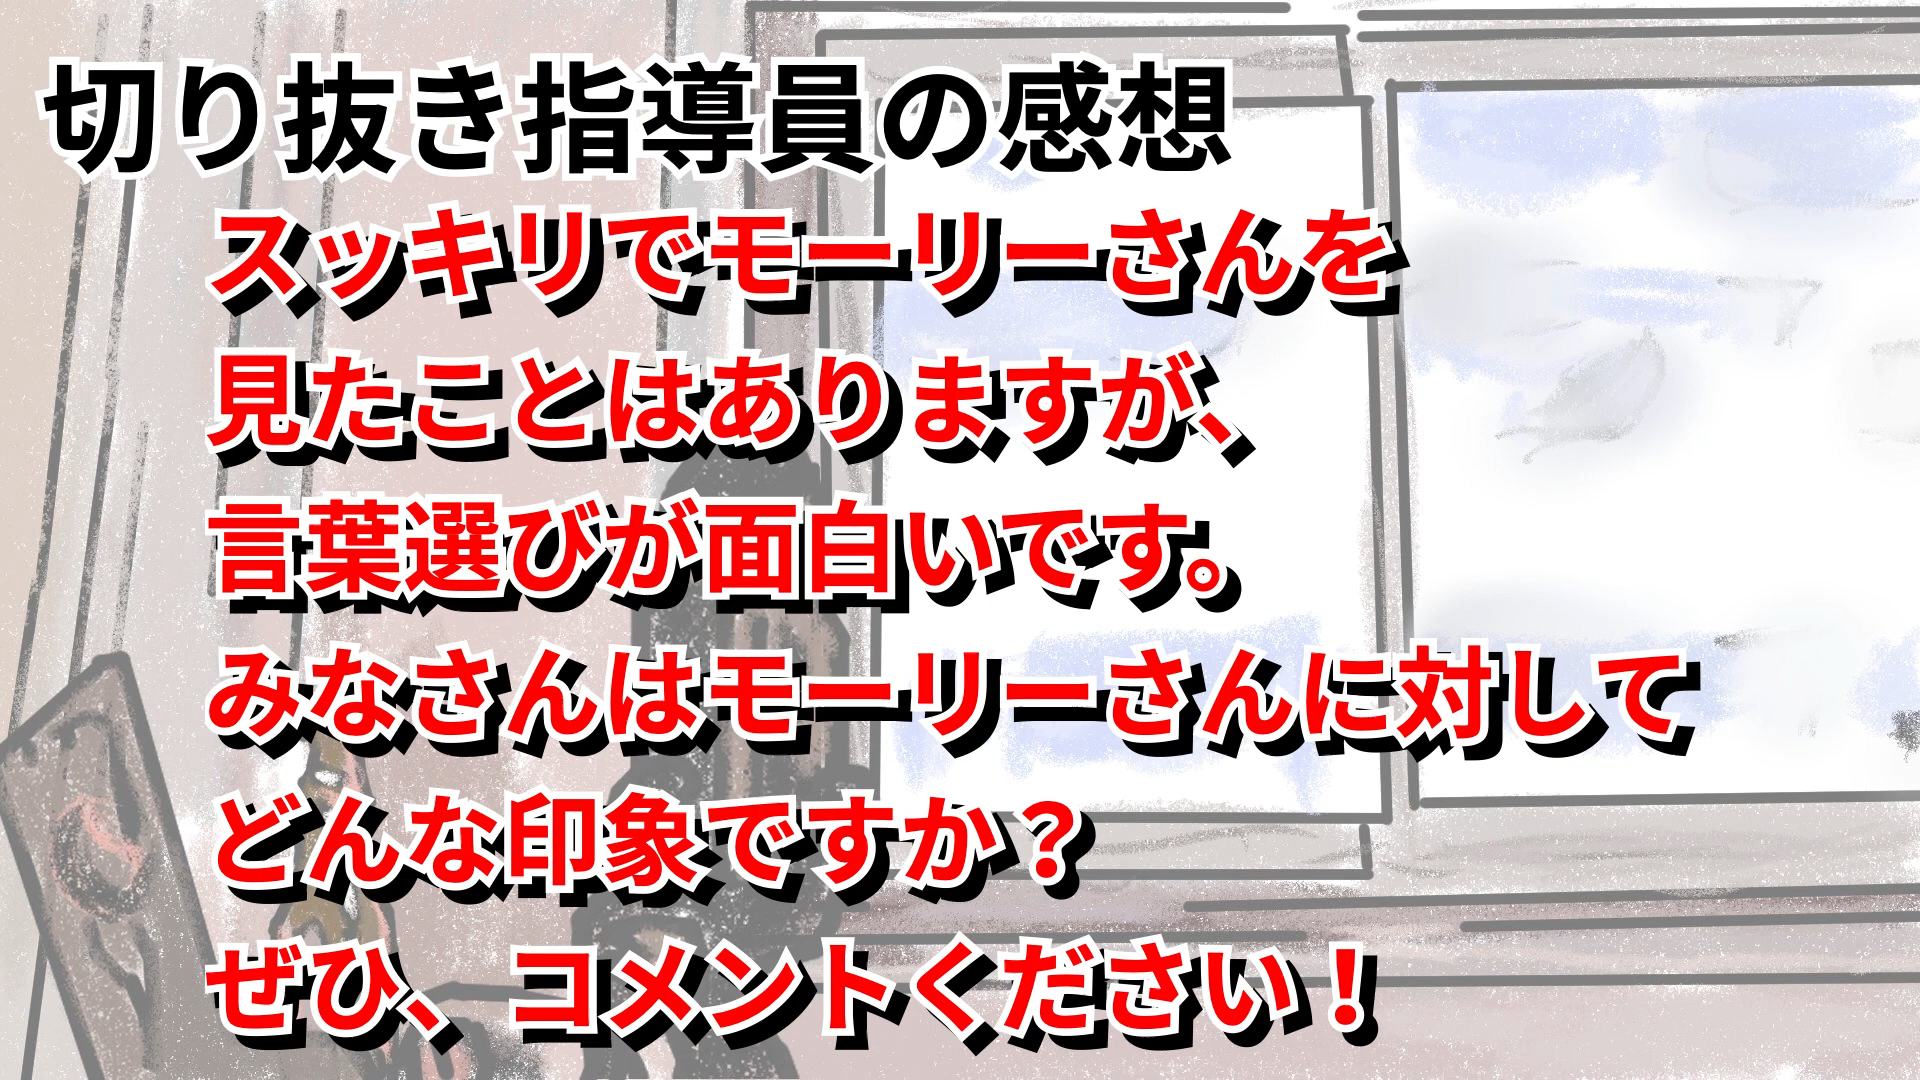 切り抜き指導員の感想
スッキリでモーリーさんを
見たことはありますが、
言葉選びが面白いです。
みなさんはモーリーさんに対して
どんな印象ですか？
ぜひ、コメントください！